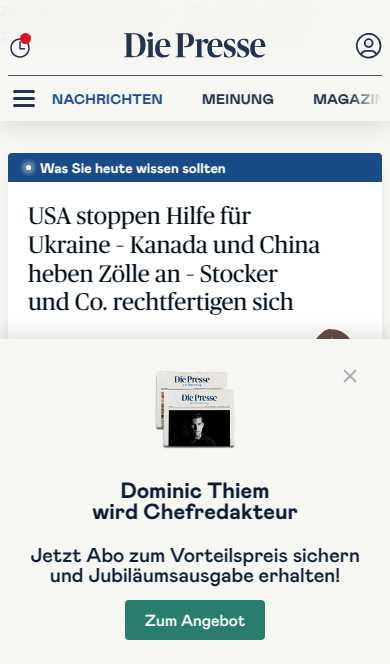 Die Presse
NACHRICHTEN MEINUNG MAGAZIN
Was Sie heute wissen sollten
USA stoppen Hilfe für
Ukraine – Kanada und China
heben Zölle an – Stocker
und Co. rechtfertigen sich
Die Presse
Die Presse
Dominic Thiem
wird Chefredakteur
Jetzt Abo zum Vorteilspreis sichern
und Jubiläumsausgabe erhalten!
Zum Angebot